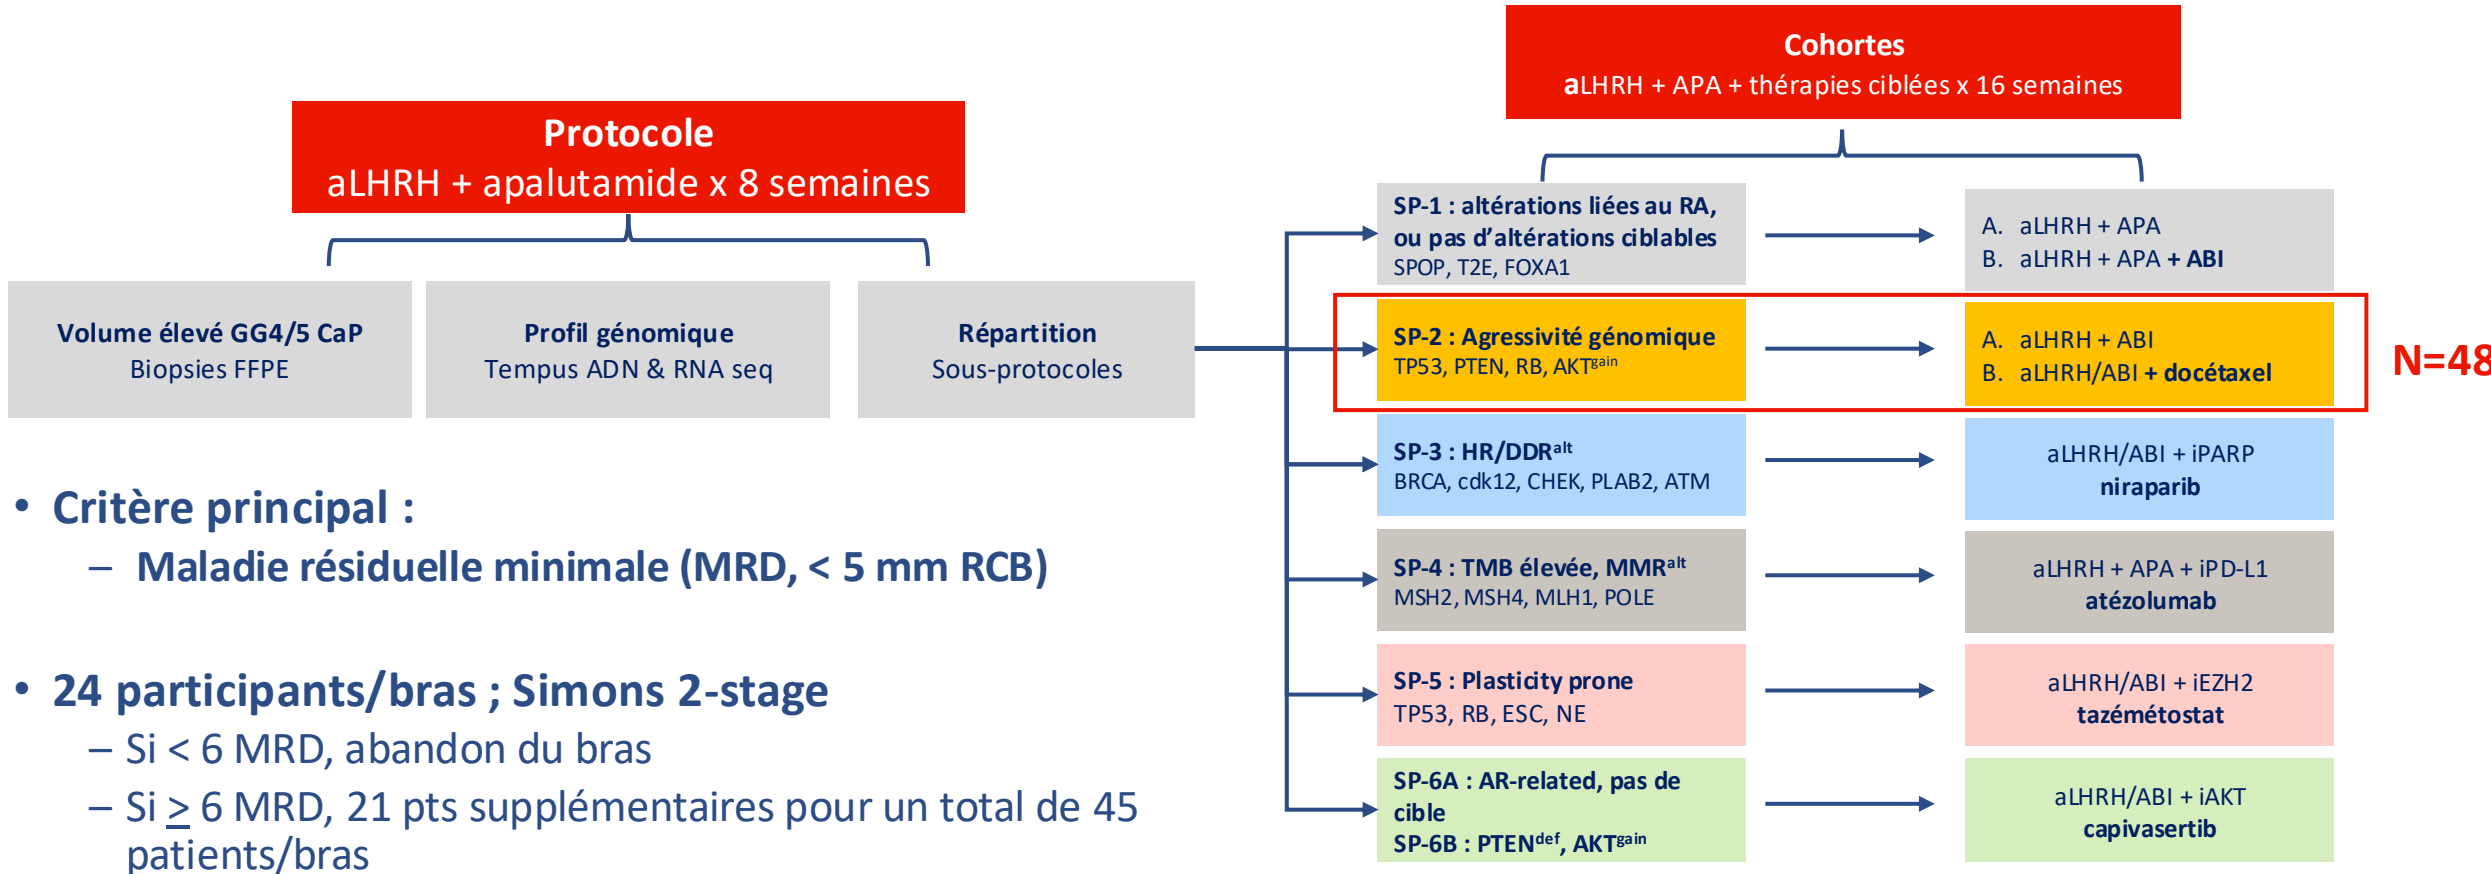 Protocole
aLHRH + apalutamide x 8 semaines
Volume élevé GG4/5 CaP
Biopsies FFPE
Profil génomique
Tempus ADN & RNA seq
Répartition
Sous-protocoles
• Critère principal :
– Maladie résiduelle minimale (MRD, < 5 mm RCB)
• 24 participants/bras ; Simons 2-stage
– Si < 6 MRD, abandon du bras
– Si ≥ 6 MRD, 21 pts supplémentaires pour un total de 45
patients/bras
Cohortes
aLHRH + APA + thérapies ciblées x 16 semaines
SP-1 : altérations liées au RA,
ou pas d’altérations ciblables
SPOP, T2E, FOXA1
A. aLHRH + APA
B. aLHRH + APA + ABI
SP-2 : Agressivité génomique
TP53, PTEN, RB, AKTgain
A. aLHRH + ABI
B. aLHRH/ABI + docétaxel
N=48
SP-3 : HR/DDRalt
BRCA, cdk12, CHEK, PLAB2, ATM
aLHRH/ABI + iPARP
niraparib
SP-4 : TMB élevée, MMRalt
MSH2, MSH4, MLH1, POLE
aLHRH + APA + iPD-L1
atézolumab
SP-5 : Plasticity prone
TP53, RB, ESC, NE
aLHRH/ABI + iEZH2
tazémétostat
SP-6A : AR-related, pas de
cible
SP-6B : PTENdef, AKTgain
aLHRH/ABI + iAKT
capivasertib